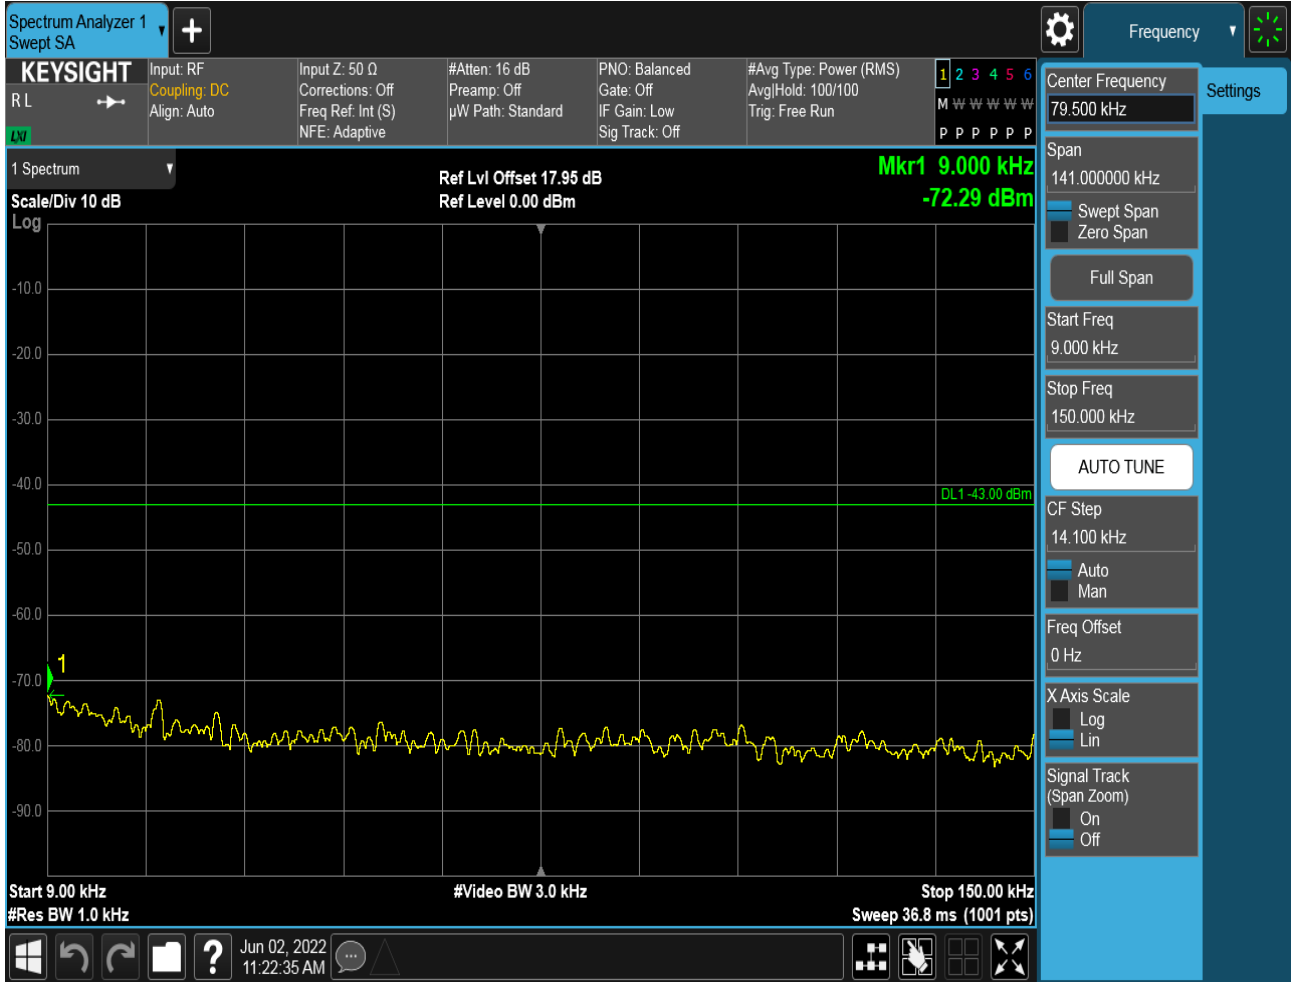 Spectrum Analyzer 1
Swept SA
Frequency
KEYSIGHT
R L
LXI
Input: RF
Coupling: DC
Align: Auto
Input Z: 50 Ω
Corrections: Off
Freq Ref: Int (S)
NFE: Adaptive
#Atten: 16 dB
Preamp: Off
µW Path: Standard
PNO: Balanced
Gate: Off
IF Gain: Low
Sig Track: Off
#Avg Type: Power (RMS)
Avg|Hold: 100/100
Trig: Free Run
1 2 3 4 5 6
M W W W W W
P P P P P P
1 Spectrum
Scale/Div 10 dB
Log
Ref Lvl Offset 17.95 dB
Ref Level 0.00 dBm
Mkr1 9.000 kHz
-72.29 dBm
-10.0
-20.0
-30.0
-40.0
DL1 -43.00 dBm
-50.0
-60.0
1
-70.0
-80.0
-90.0
Start 9.00 kHz
#Video BW 3.0 kHz
Stop 150.00 kHz
#Res BW 1.0 kHz
Sweep 36.8 ms (1001 pts)
?
Jun 02, 2022
11:22:35 AM
Center Frequency
79.500 kHz
Settings
Span
141.000000 kHz
Swept Span
Zero Span
Full Span
Start Freq
9.000 kHz
Stop Freq
150.000 kHz
AUTO TUNE
CF Step
14.100 kHz
Auto
Man
Freq Offset
0 Hz
X Axis Scale
Log
Lin
Signal Track
(Span Zoom)
On
Off